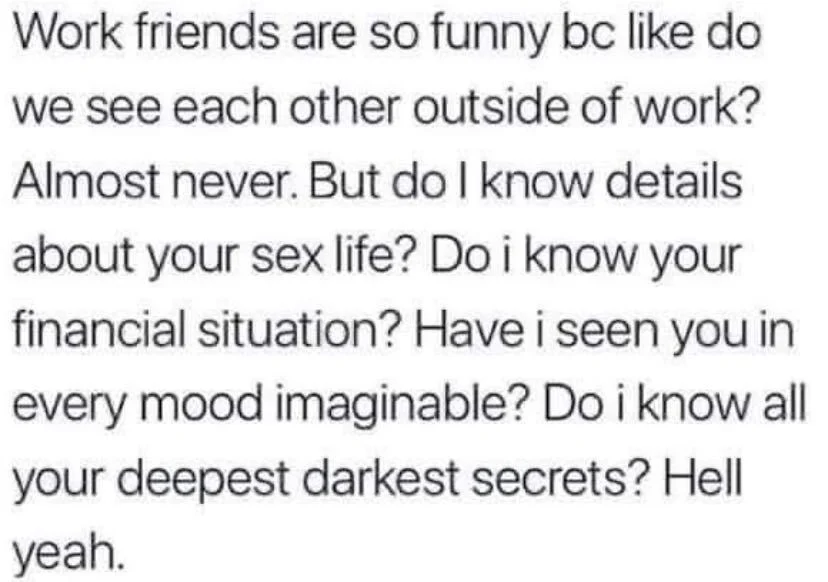 Work friends are so funny bc like do
we see each other outside of work?
Almost never. But do I know details
about your sex life? Do i know your
financial situation? Have i seen you in
every mood imaginable? Do i know all
your deepest darkest secrets? Hell
yeah.